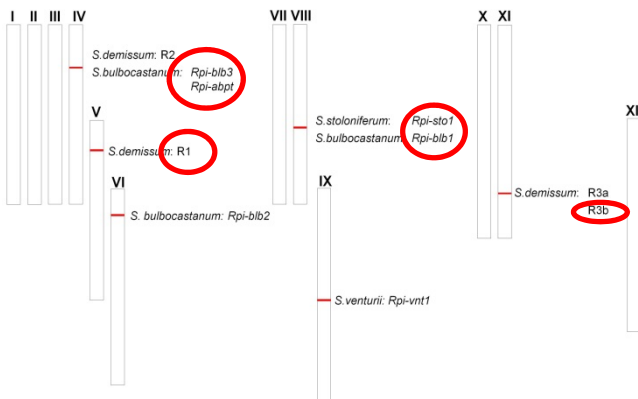 I II III IV
VII VIII
X XI
S.demissum: R2
S.bulbocastanum: Rpi-blb3
Rpi-abpt
V
XI
S.stoloniferum : Rpi-sto1
S.bulbocastanum: Rpi-blb1
S.demissum: R1
VI
IX
S.demissum: R3a
R3b
S. bulbocastanum: Rpi-blb2
S.venturii: Rpi-vnt1